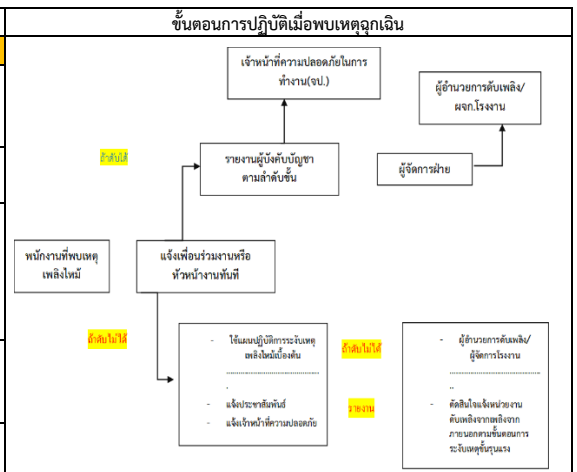 ขั้นตอนการปฏิบัติเมื่อพบเหตุฉุกเฉิน
เจ้าหน้าที่ความปลอดภัยในการ
ทำงาน(จป.)
ผู้อำนวยการดับเพลิง/
ผจก.โรงงาน
ถ้าดับได้
รายงานผู้บังคับบัญชา
ตามลำดับชั้น
ผู้จัดการฝ่าย
พนักงานที่พบเหตุ
เพลิงไหม้
แจ้งเพื่อนร่วมงานหรือ
หัวหน้างานทันที
ถ้าดับไม่ได้
- ใช้แผนปฏิบัติการระงับเหตุ
เพลิงไหม้เบื้องต้น
..............................................
.
- แจ้งประชาสัมพันธ์
- แจ้งเจ้าหน้าที่ความปลอดภัย
ถ้าดับไม่ได้
รายงาน
- ผู้อำนวยการดับเพลิง/
ผู้จัดการโรงงาน
..............................................
..
- ตัดสินใจแจ้งหน่วยงาน
ดับเพลิงจากเพลิงจาก
ภายนอกตามขั้นตอนการ
ระงับเหตุขั้นรุนแรง